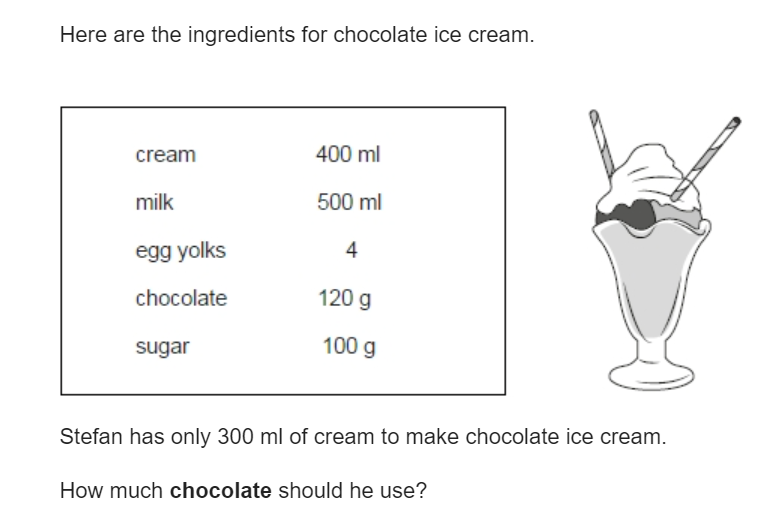 Here are the ingredients for chocolate ice cream.
cream 400 ml
milk 500 ml
egg yolks 4
chocolate 120 g
sugar 100 g
Stefan has only 300 ml of cream to make chocolate ice cream.
How much chocolate should he use?